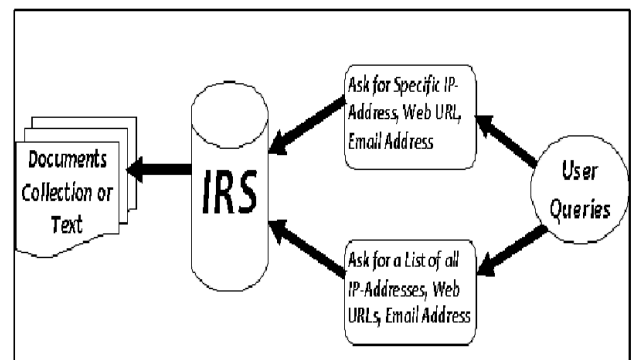 Documents
Collection or
Text
IRS
Ask for Specific IP-
Address, Web URL,
Email Address
Ask for a List of all
IP-Addresses, Web
URLs, Email Address
User
Queries